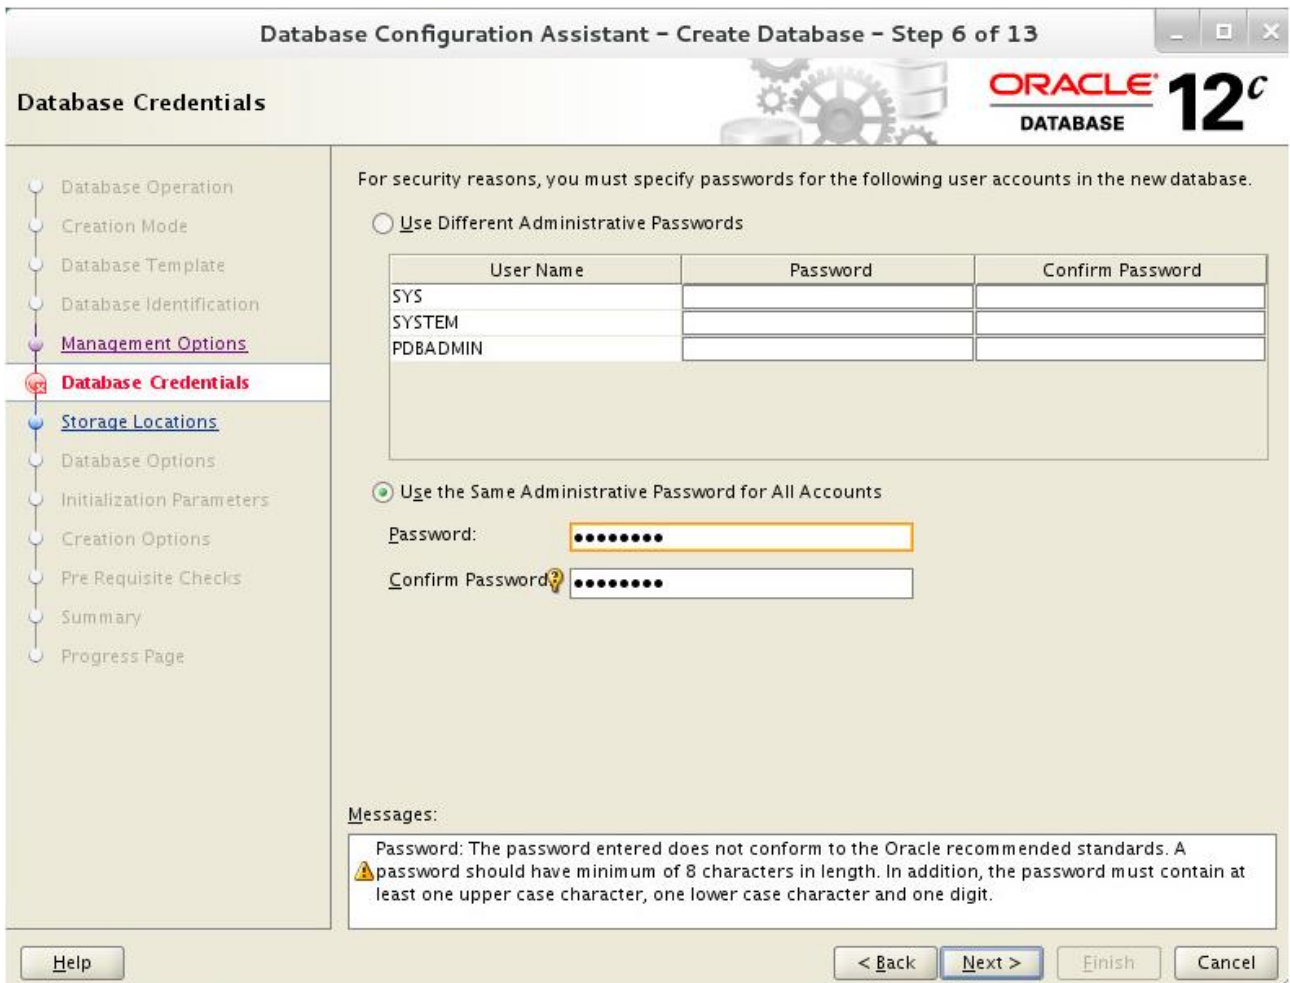 Database Configuration Assistant – Create Database – Step 6 of 13
Database Credentials
ORACLE
DATABASE
12c
Database Operation
Creation Mode
Database Template
Database Identification
Management Options
Database Credentials
Storage Locations
Database Options
Initialization Parameters
Creation Options
Pre Requisite Checks
Summary
Progress Page
For security reasons, you must specify passwords for the following user accounts in the new database.
Use Different Administrative Passwords
User Name Password Confirm Password
SYS
SYSTEM
PDBADMIN
Use the Same Administrative Password for All Accounts
Password: ••••••••
Confirm Password ••••••••
Messages:
Password: The password entered does not conform to the Oracle recommended standards. A
password should have minimum of 8 characters in length. In addition, the password must contain at
least one upper case character, one lower case character and one digit.
Help < Back Next > Finish Cancel